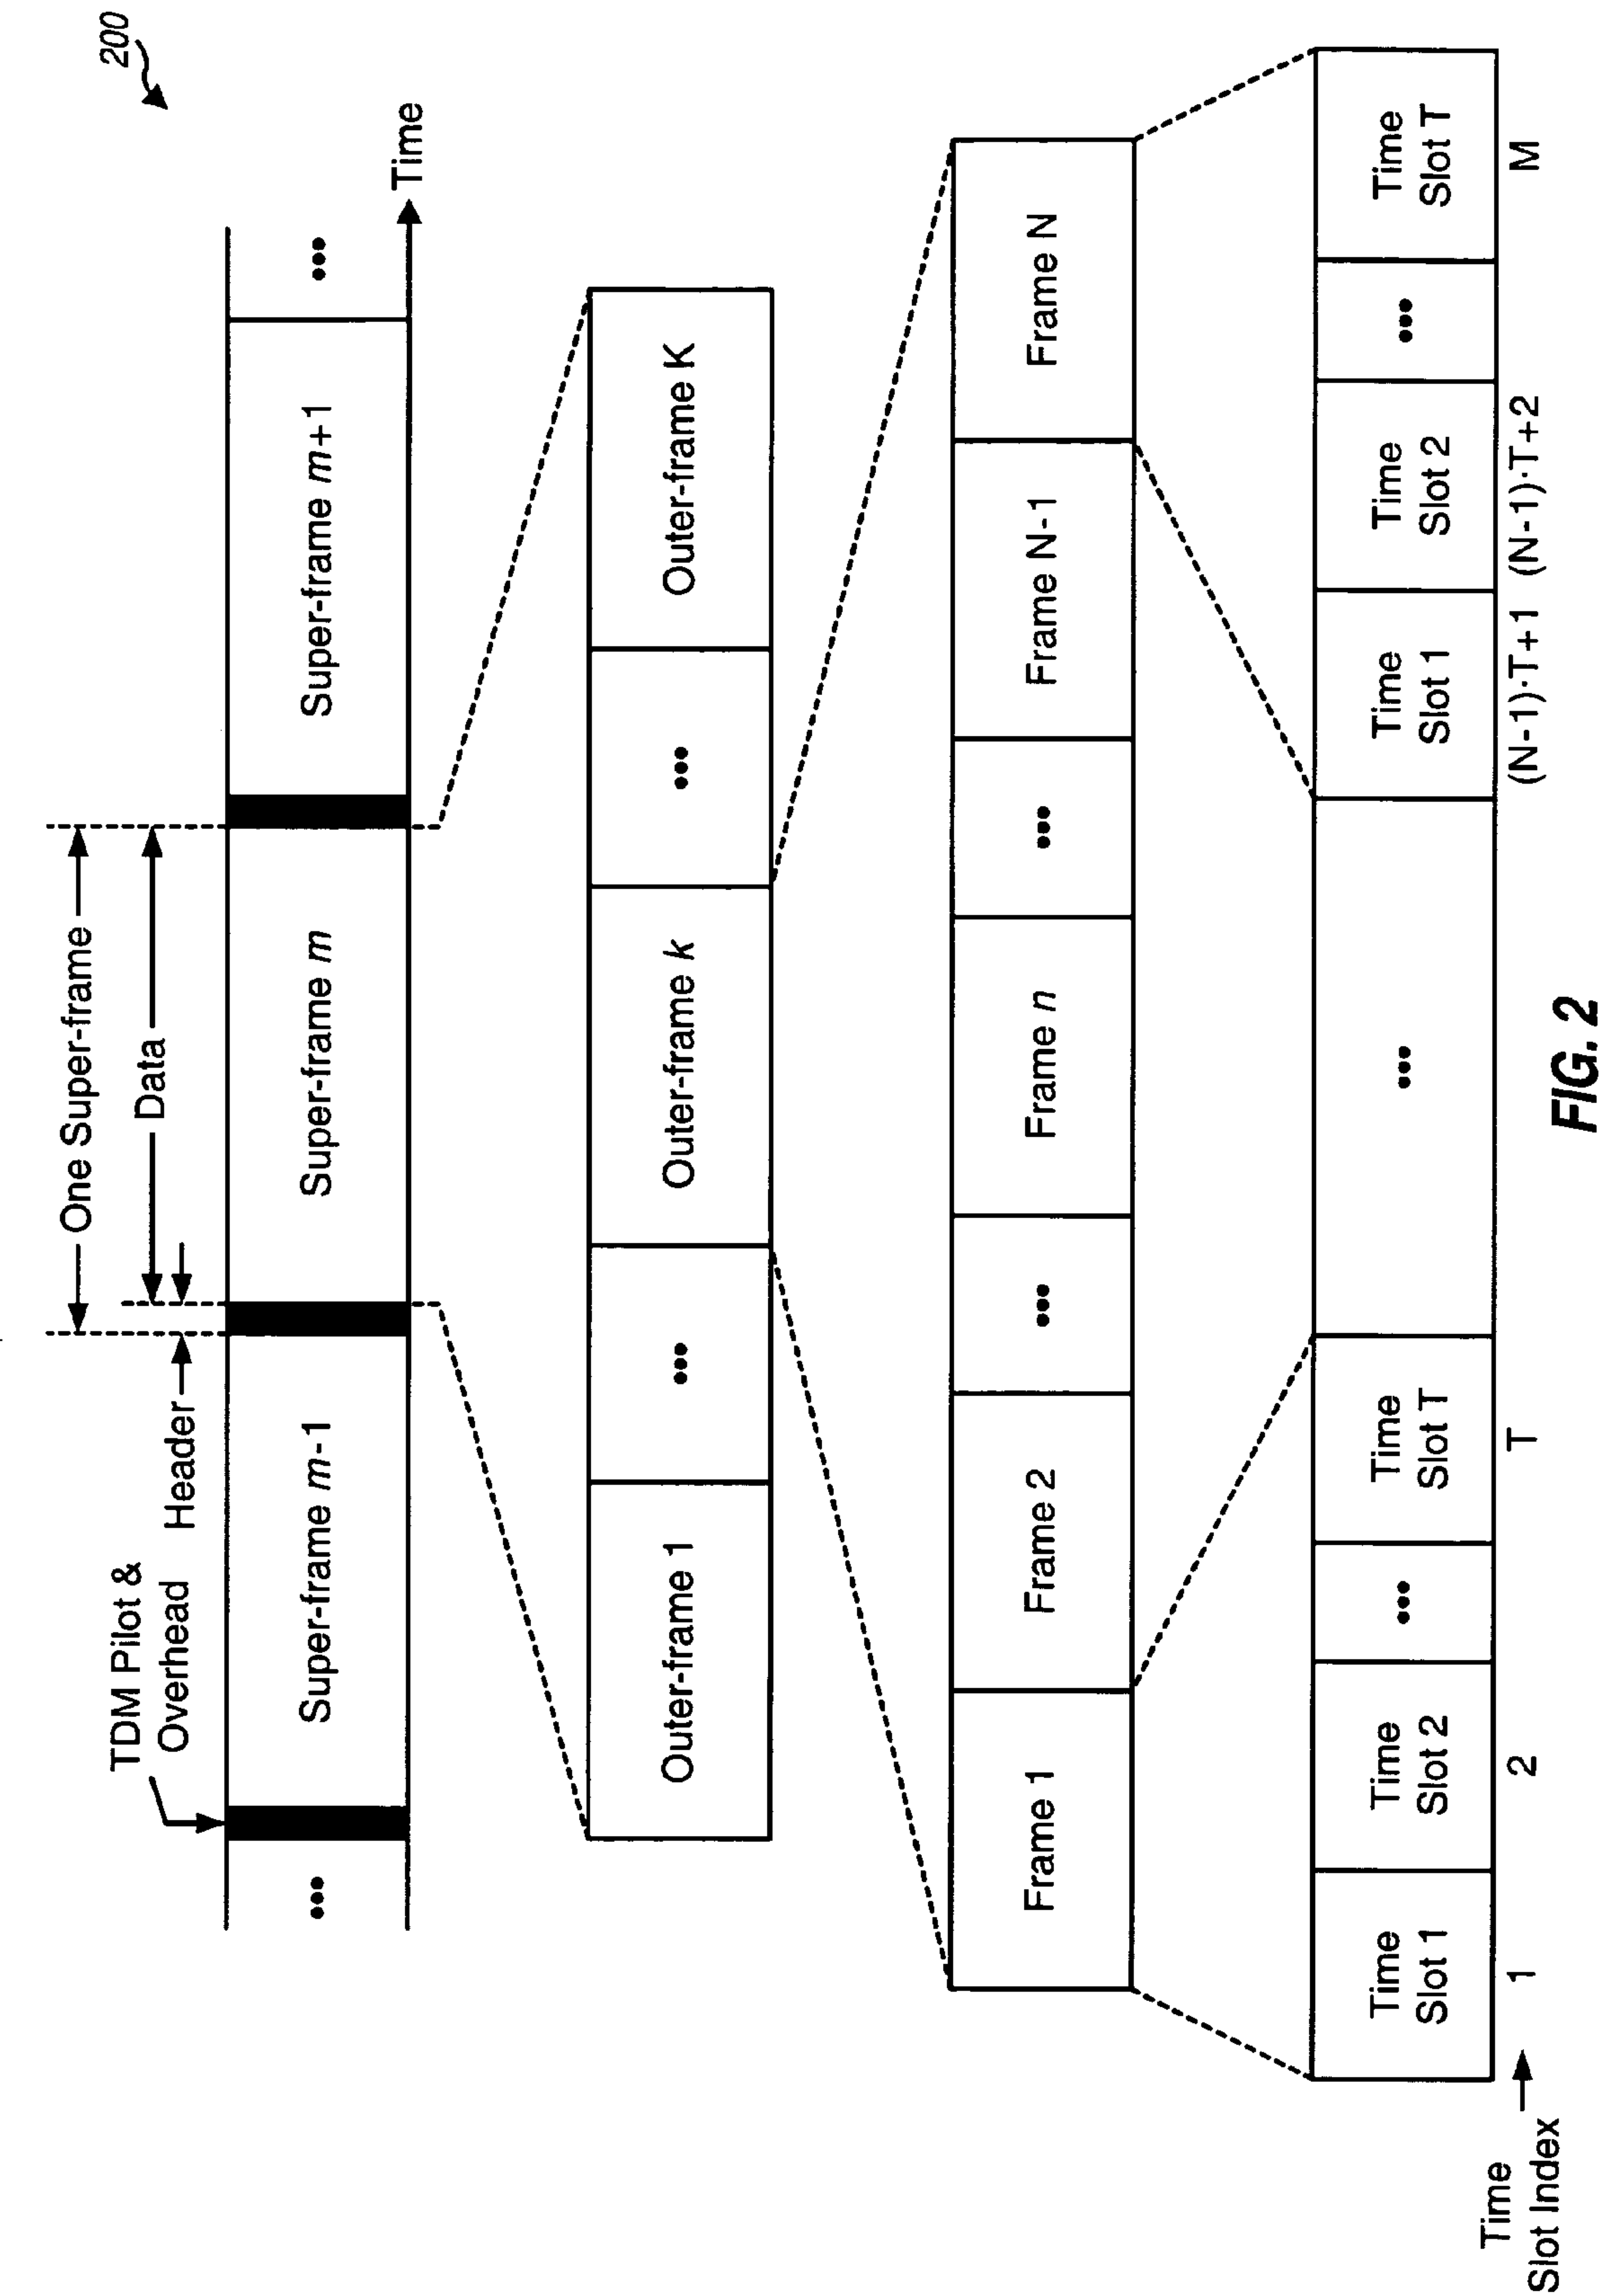 200
One Super-frame
Data
TDM Pilot &
Overhead
Header
••• Super-frame m-1 Super-frame m Super-frame m+1 •••
Time
Outer-frame 1 ••• Outer-frame k ••• Outer-frame K
Frame 1 Frame 2 ••• Frame n ••• Frame N-1 Frame N
Time Slot 1 Time Slot 2 ••• Time Slot T ••• Time Slot 1 Time Slot 2 ••• Time Slot T
Time
Slot Index
1 2 T (N-1)·T+1 (N-1)·T+2 M
FIG. 2